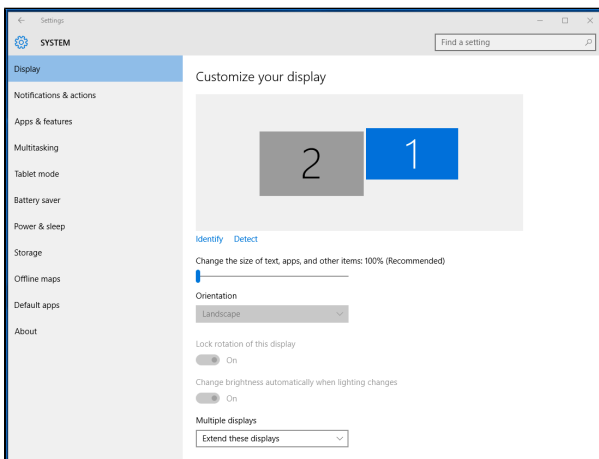 Settings
SYSTEM
Find a setting
Display
Notifications & actions
Apps & features
Multitasking
Tablet mode
Battery saver
Power & sleep
Storage
Offline maps
Default apps
About
Customize your display
2
1
Identify Detect
Change the size of text, apps, and other items: 100% (Recommended)
Orientation
Landscape
Lock rotation of this display
On
Change brightness automatically when lighting changes
On
Multiple displays
Extend these displays